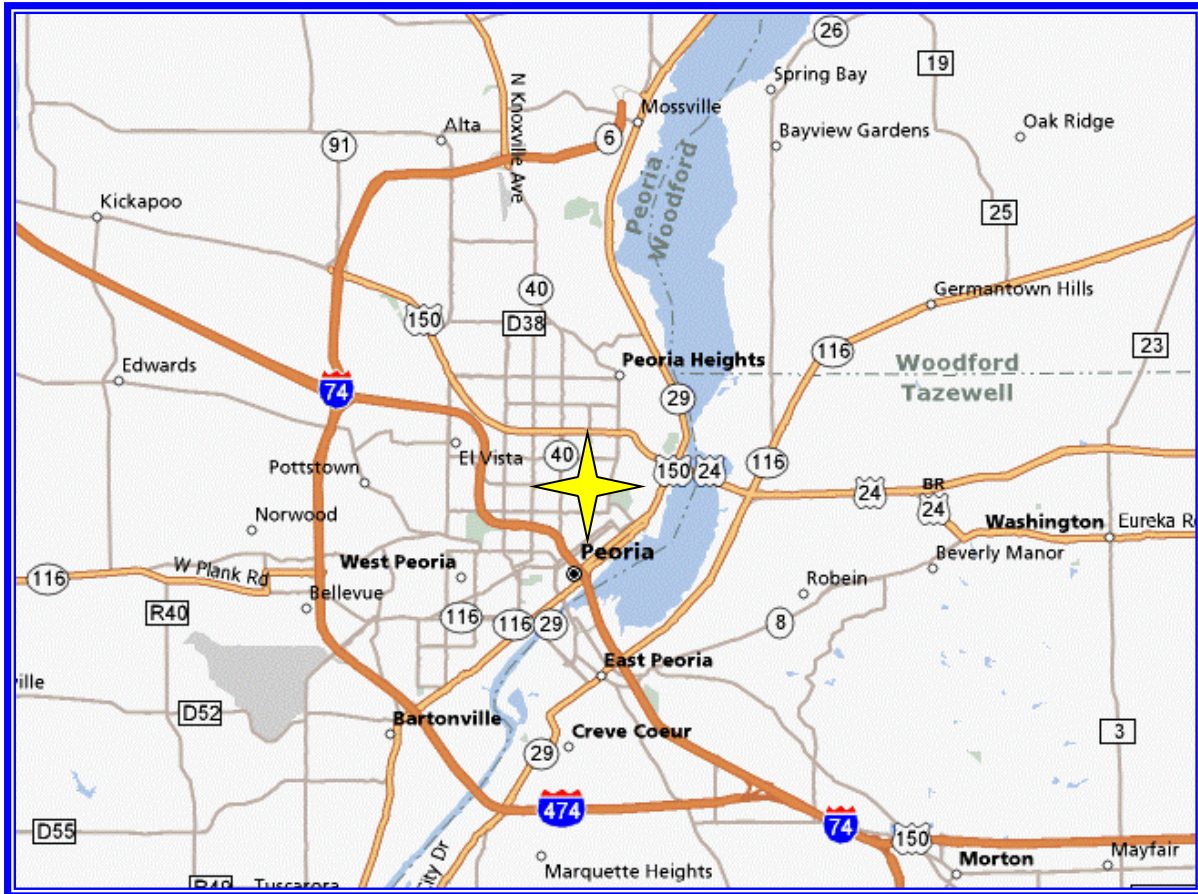 26
19
Spring Bay
N Knoxville Ave
Mossville
Oak Ridge
Alta
6
Bayview Gardens
91
Peoria
Woodford
Kickapoo
25
40
Germantown Hills
150
D38
116
23
Edwards
Peoria Heights
Woodford
Tazewell
74
29
El Vista
40
Pottstown
150
24
116
BR
24
24
Norwood
Washington
Eureka
Peoria
Beverly Manor
West Peoria
W Plank Rd
116
Robein
Bellevue
R40
116
116
29
8
East Peoria
ville
D52
Bartonville
Creve Coeur
3
29
474
74
D55
150
City Dr
Morton
Mayfair
Marquette Heights
Tuscarora